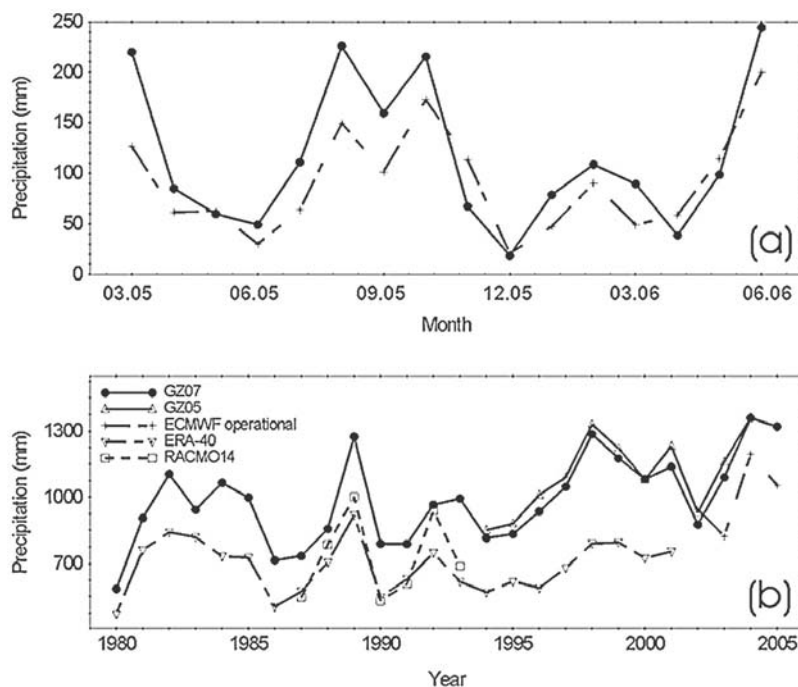 250
200
150
100
50
0
Precipitation (mm)
(a)
03.05 06.05 09.05 12.05 03.06 06.06
Month
GZ07
GZ05
ECMWF operational
ERA-40
RACMO14
1300
1000
700
Precipitation (mm)
(b)
1980 1985 1990 1995 2000 2005
Year